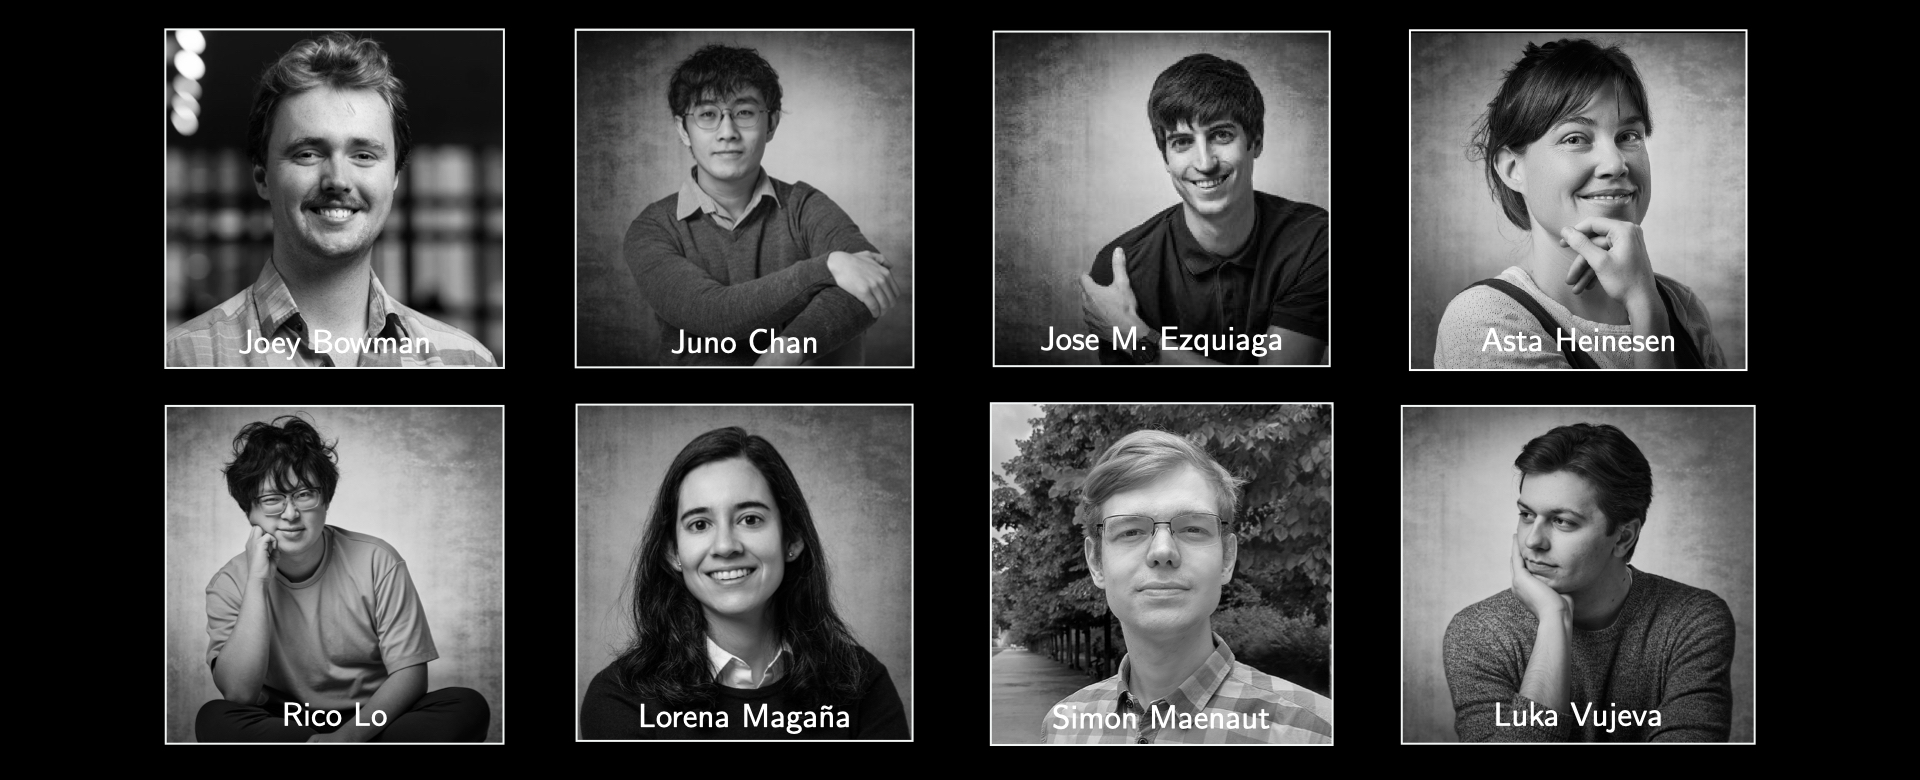 Joey Bowman
Juno Chan
Jose M. Ezquiaga
Asta Heinesen
Rico Lo
Lorena Magaña
Simon Maenaut
Luka Vujeva